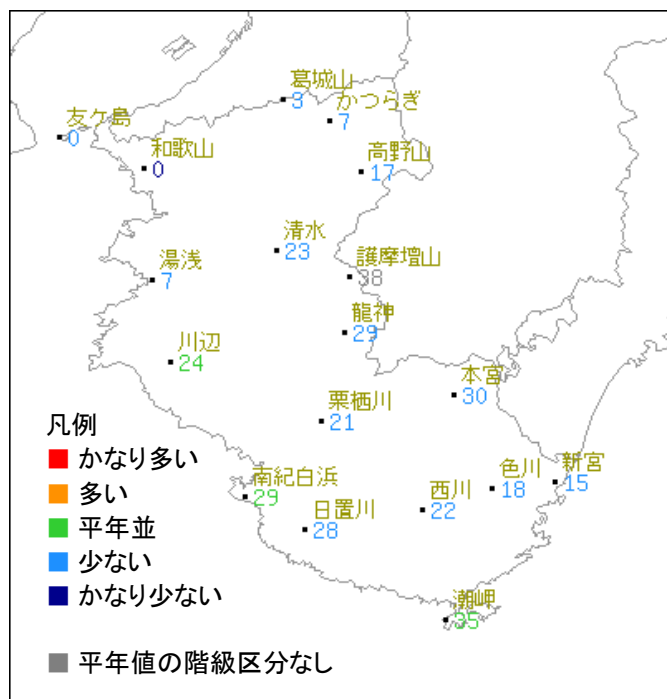 葛城山
3
かつらぎ
7
友ケ島
0
和歌山
0
高野山
17
清水
23
湯浅
7
護摩壇山
38
龍神
29
川辺
24
本宮
30
栗栖川
21
南紀白浜
29
日置川
28
西川
22
色川
18
新宮
15
潮岬
35
凡例
かなり多い
多い
平年並
少ない
かなり少ない
平年値の階級区分なし